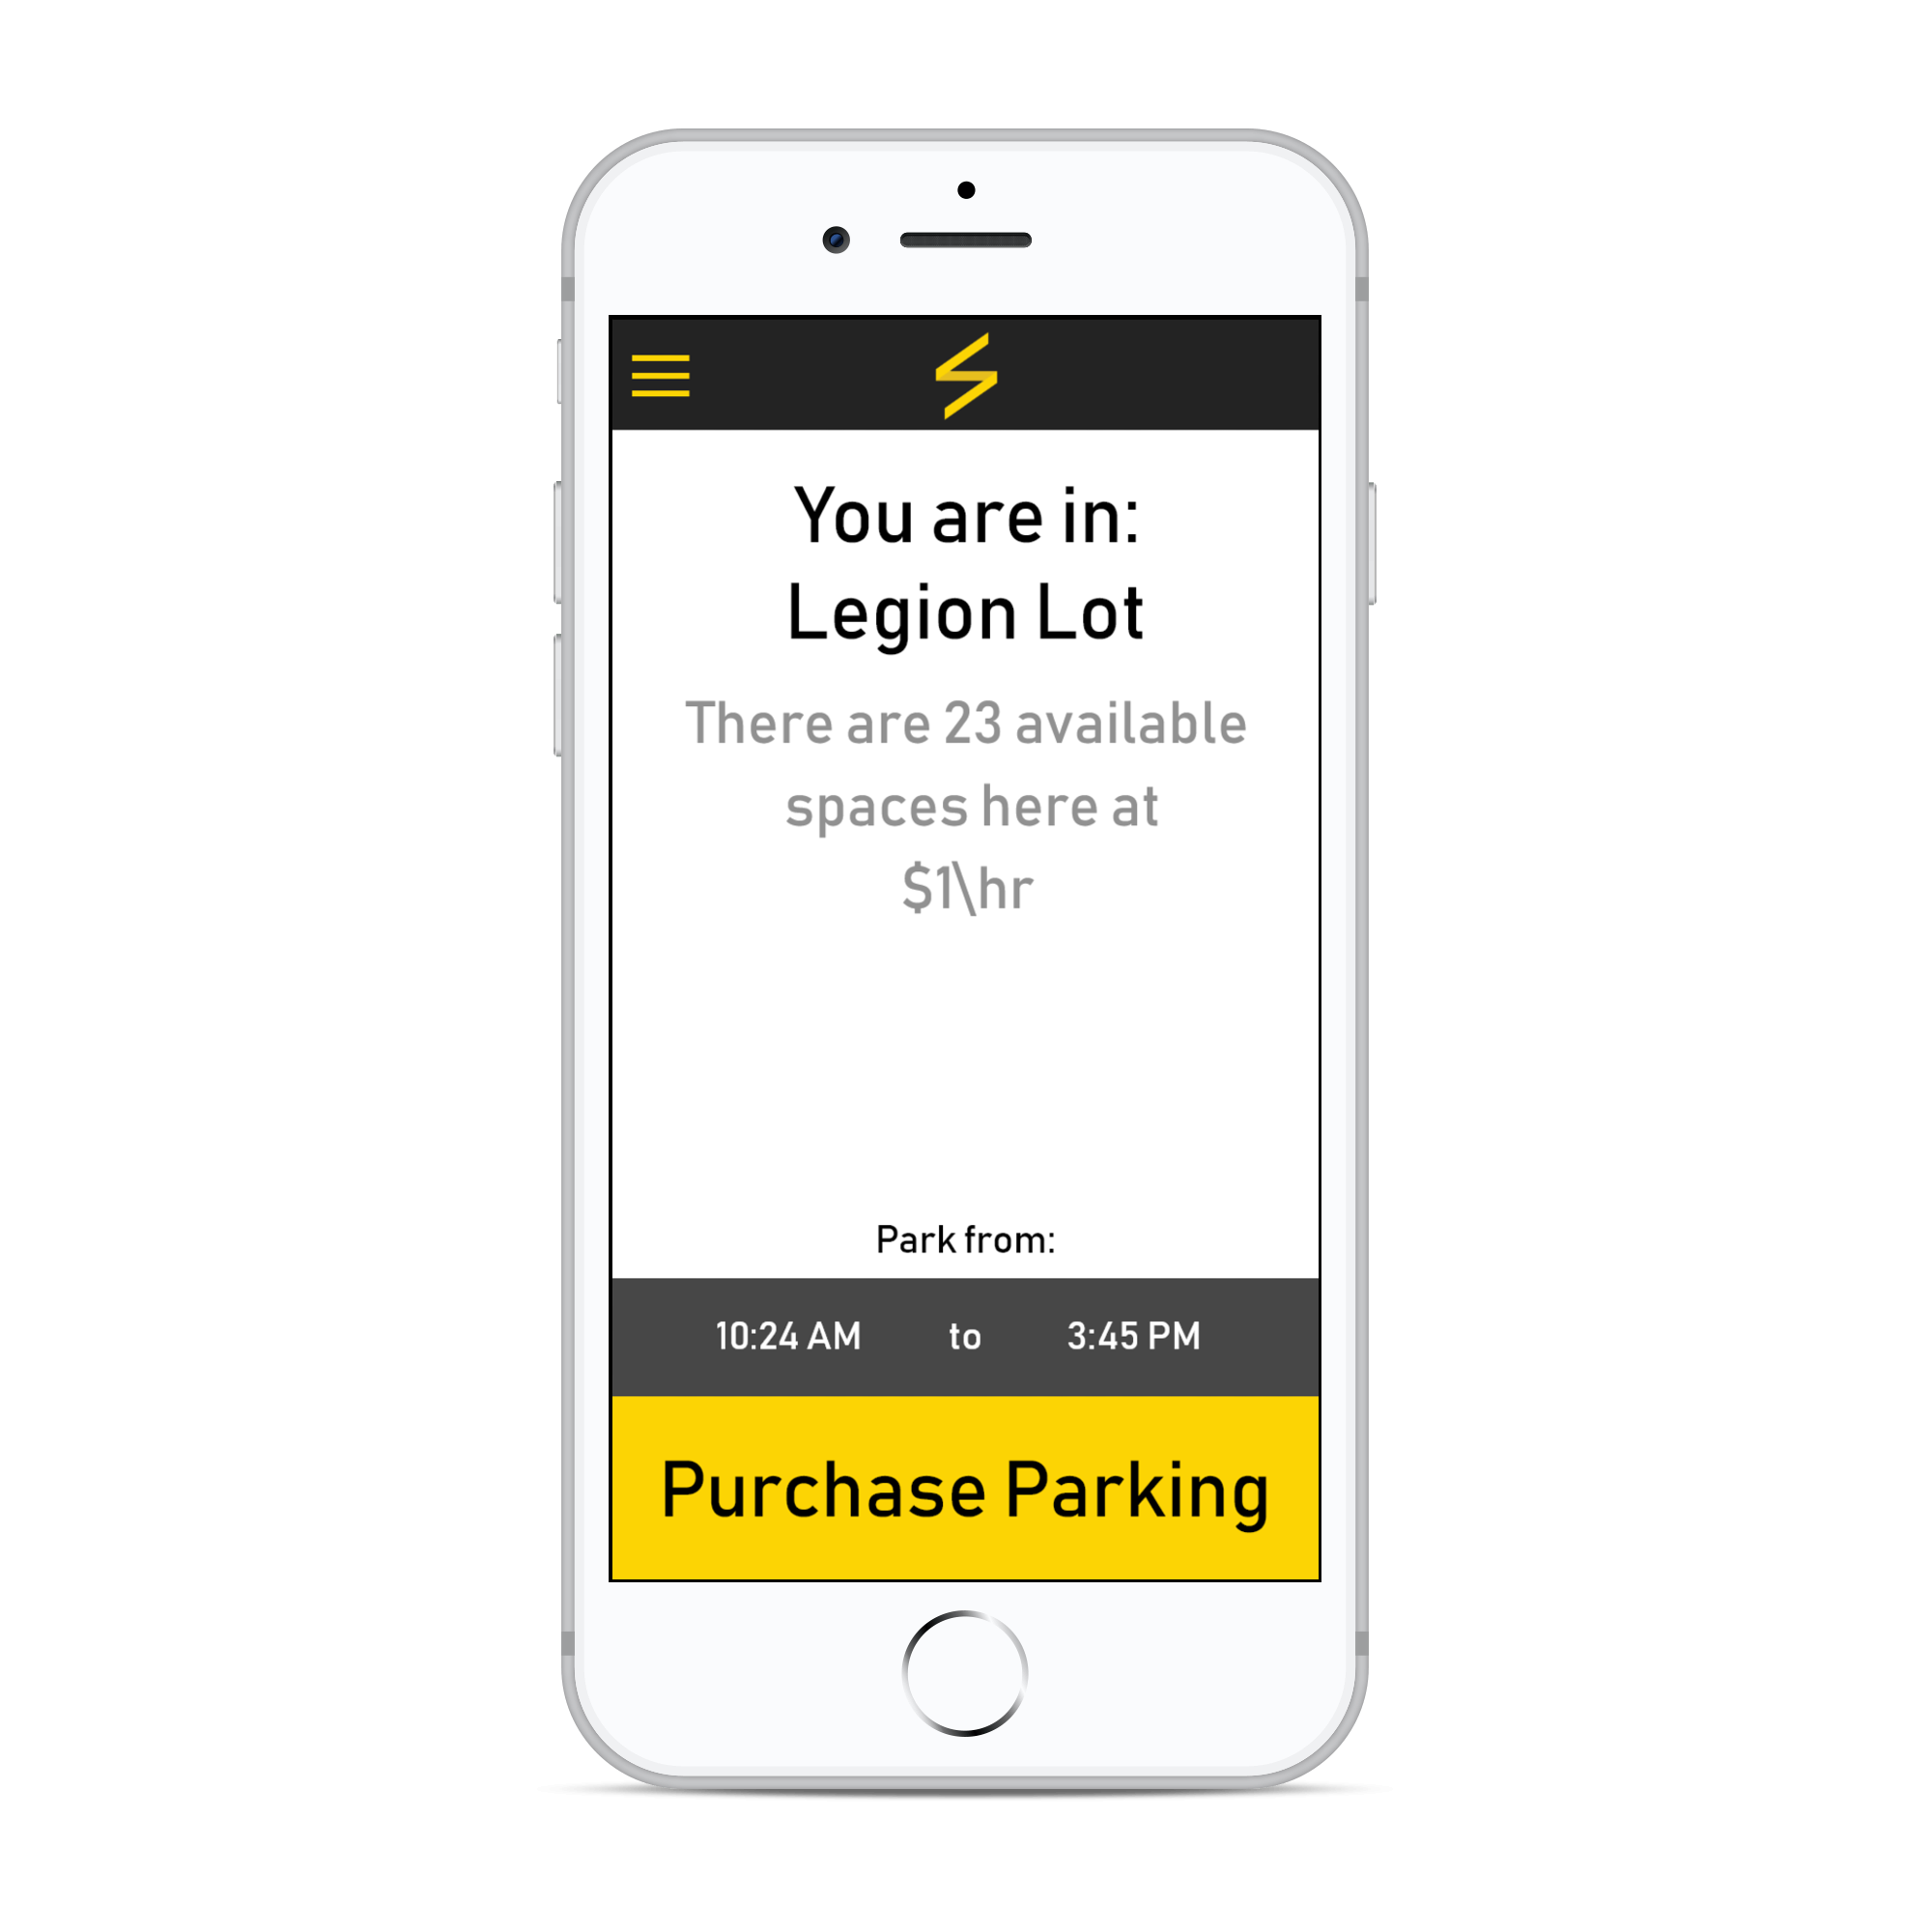 You are in:
Legion Lot
There are 23 available
spaces here at
$1\hr
Park from:
10:24 AM to 3:45 PM
Purchase Parking